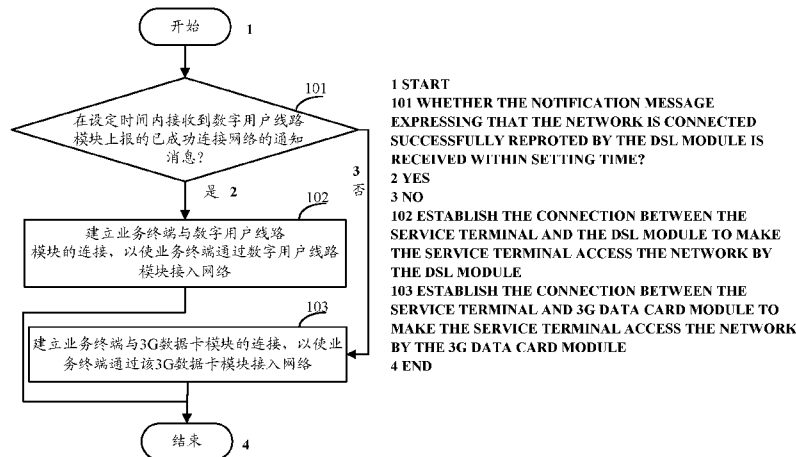 开始
1
101
在设定时间内接收到数字用户线路
模块上报的已成功连接网络的通知
消息？
是 2
3
否
102
建立业务终端与数字用户线路
模块的连接，以使业务终端通过数字用户线路
模块接入网络
103
建立业务终端与3G数据卡模块的连接，以使业
务终端通过该3G数据卡模块接入网络
结束
4
1 START
101 WHETHER THE NOTIFICATION MESSAGE
EXPRESSING THAT THE NETWORK IS CONNECTED
SUCCESSFULLY REPROTED BY THE DSL MODULE IS
RECEIVED WITHIN SETTING TIME?
2 YES
3 NO
102 ESTABLISH THE CONNECTION BETWEEN THE
SERVICE TERMINAL AND THE DSL MODULE TO MAKE
THE SERVICE TERMINAL ACCESS THE NETWORK BY
THE DSL MODULE
103 ESTABLISH THE CONNECTION BETWEEN THE
SERVICE TERMINAL AND 3G DATA CARD MODULE TO
MAKE THE SERVICE TERMINAL ACCESS THE NETWORK
BY THE 3G DATA CARD MODULE
4 END